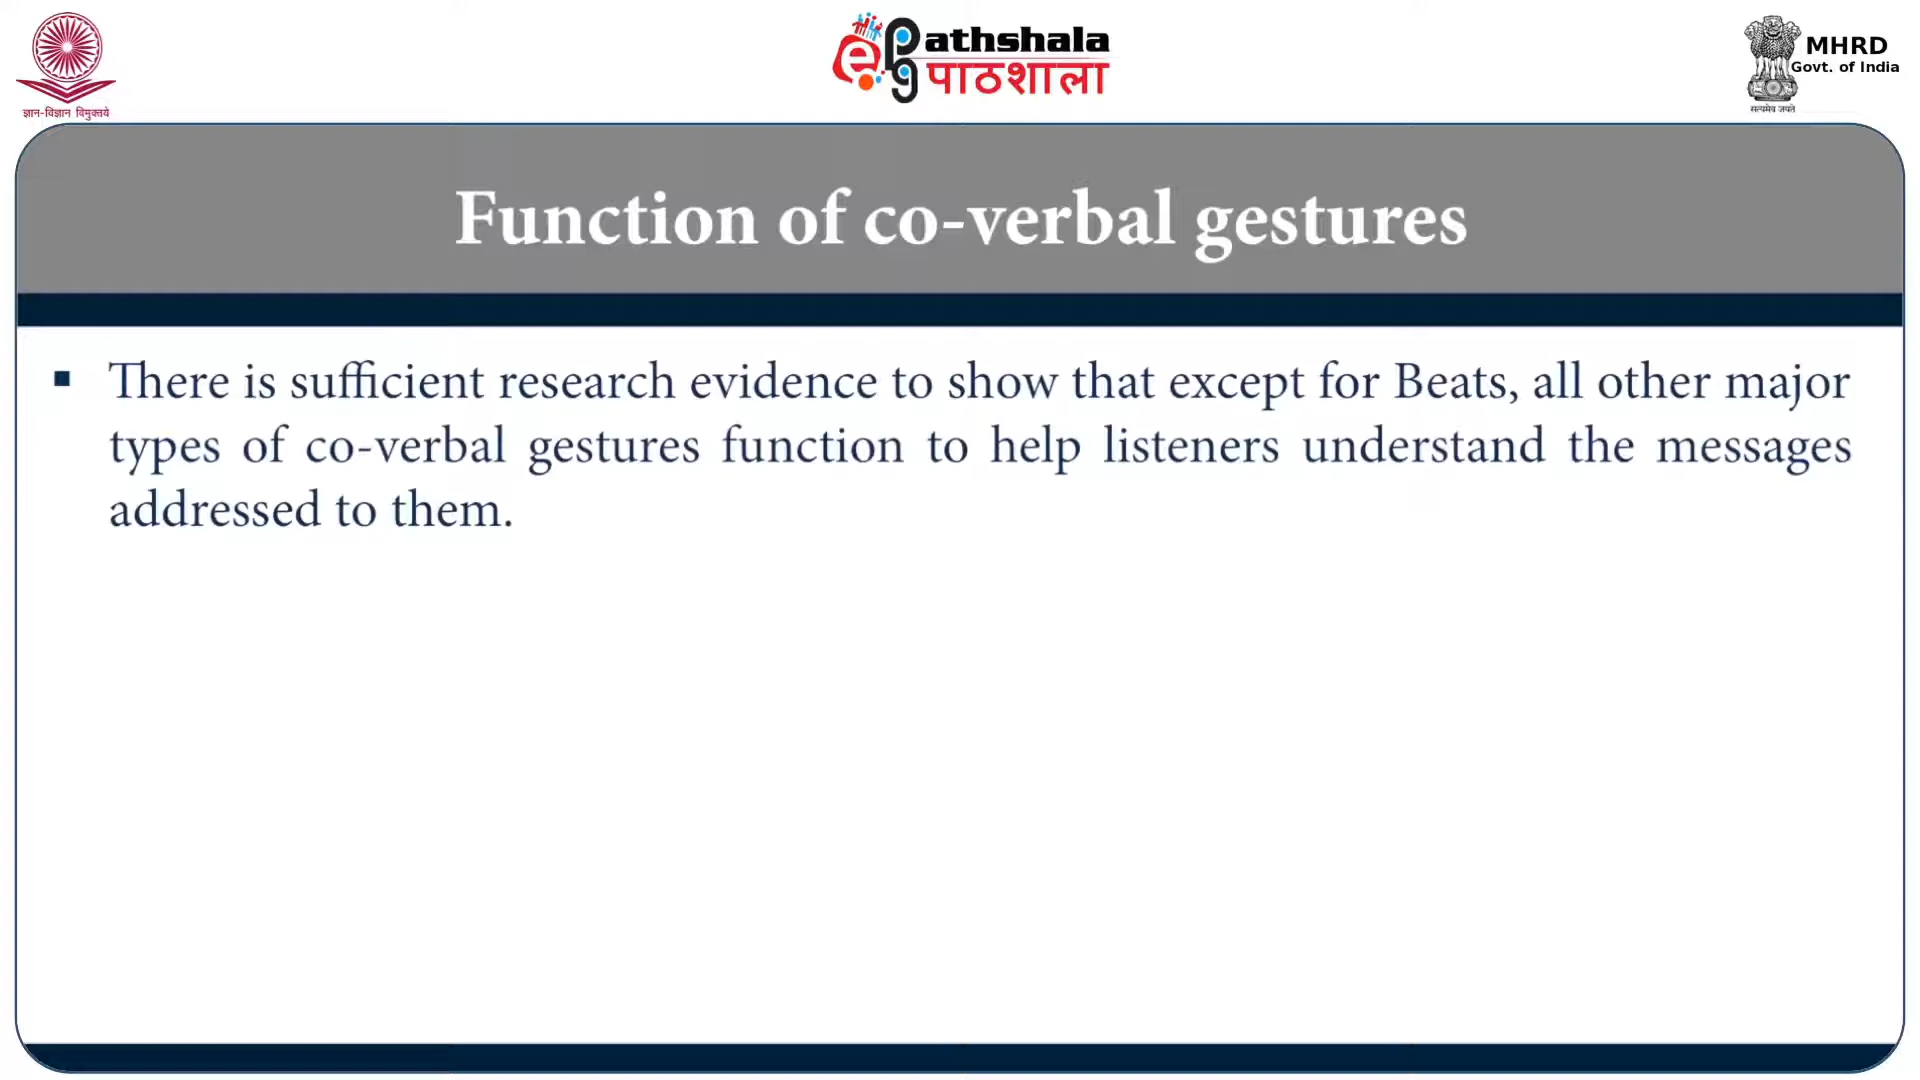 ज्ञान-विज्ञान विमुक्तये
ePathshala
पाठशाला
pg
MHRD
Govt. of India
सत्यमेव जयते
Function of co-verbal gestures
▪ There is sufficient research evidence to show that except for Beats, all other major
types of co-verbal gestures function to help listeners understand the messages
addressed to them.